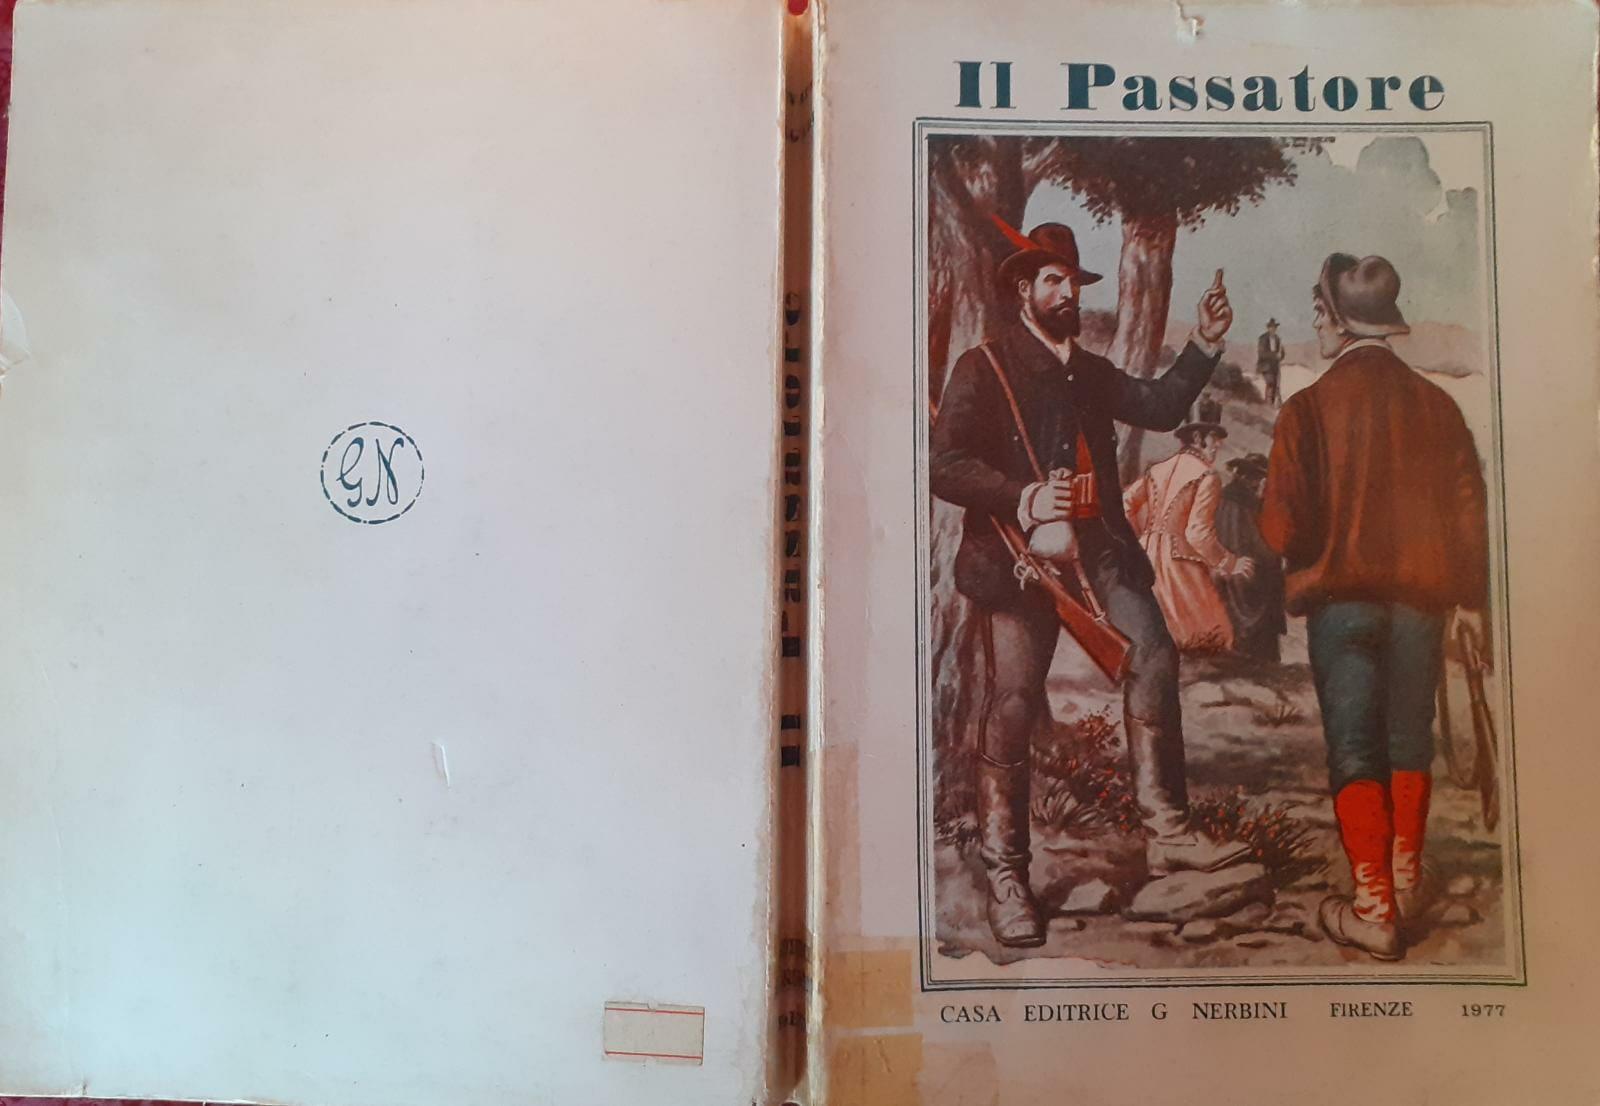 Il Passatore
CASA EDITRICE G NERBINI FIRENZE 1977
GN
IL PASSATORE